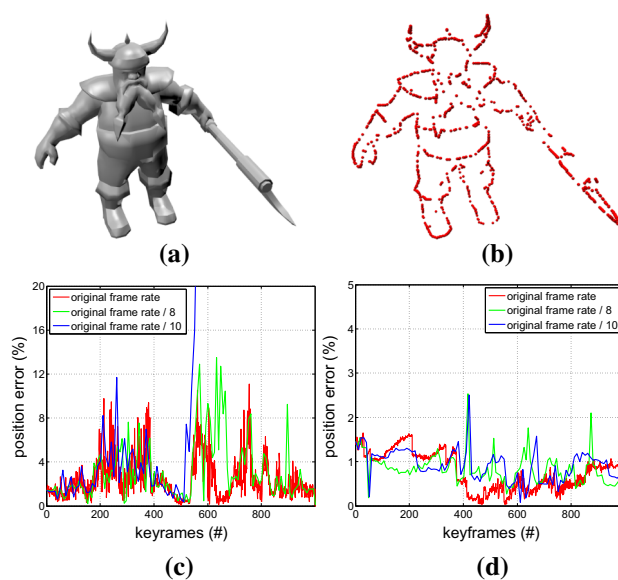 (a)
(b)
20
16
12
8
4
0
position error (%)
original frame rate
original frame rate / 8
original frame rate / 10
0
200
400
600
800
keyrames (#)
(c)
5
4
3
2
1
0
position error (%)
original frame rate
original frame rate / 8
original frame rate / 10
0
200
400
600
800
keyframes (#)
(d)